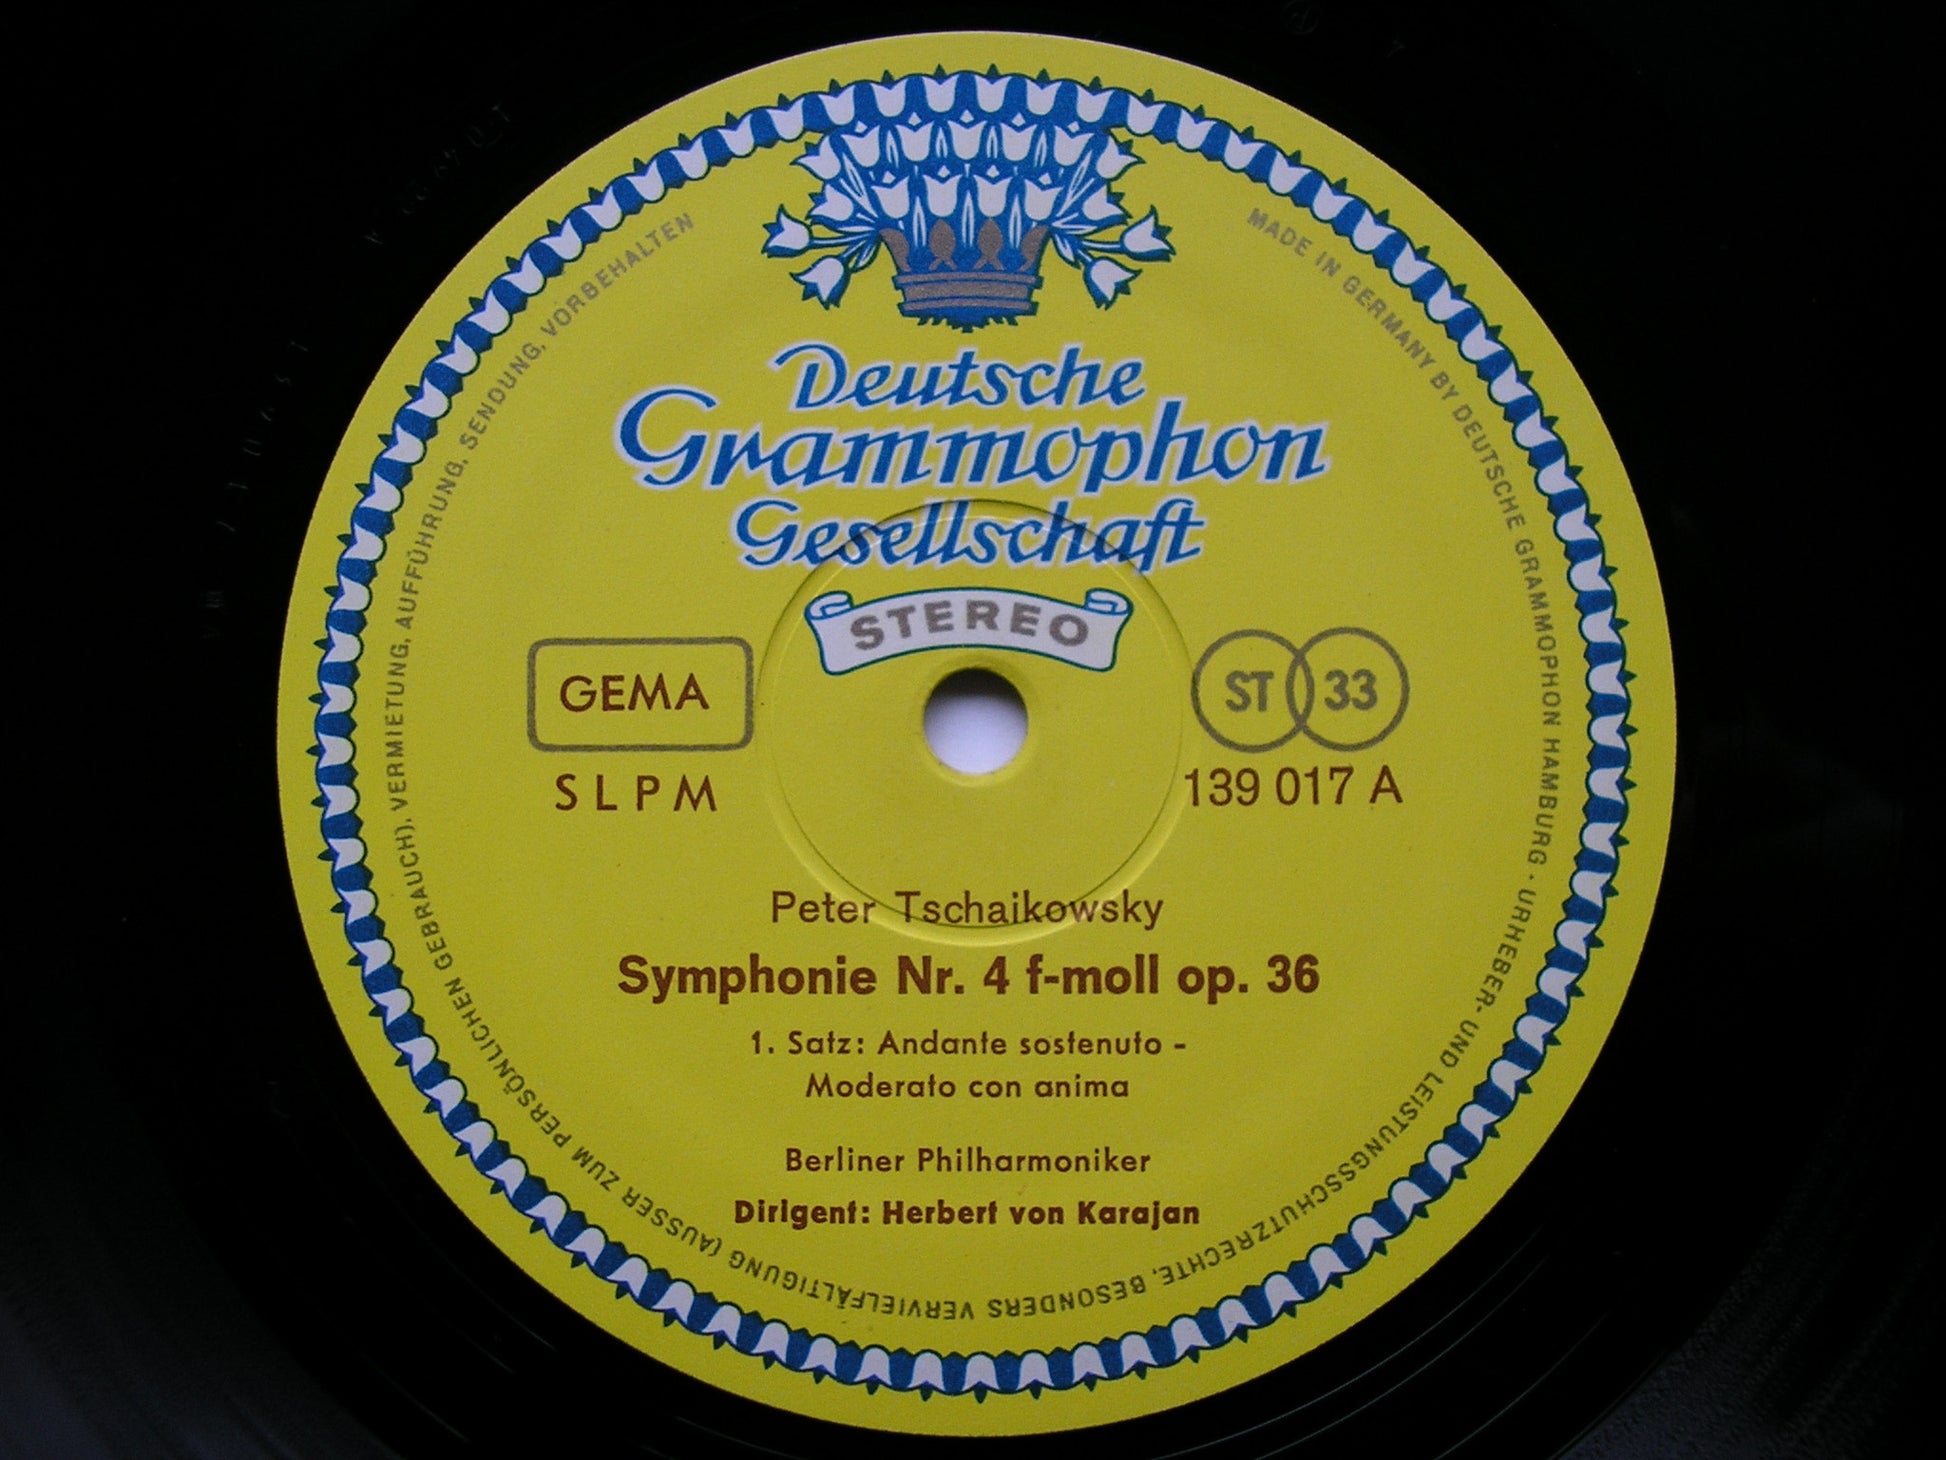 Deutsche
Grammophon
Gesellschaft
STEREO
GEMA
ST 33
SLPM
139 017 A
Peter Tschaikowsky
Symphonie Nr. 4 f-moll op. 36
1. Satz: Andante sostenuto -
Moderato con anima
Berliner Philharmoniker
Dirigent: Herbert von Karajan
MADE IN GERMANY BY DEUTSCHE GRAMMOPHON HAMBURG · URHEBER- UND LEISTUNGSSCHUTZRECHTE, BESONDERS VERVIELFÄLTIGUNG (AUSSER ZUM PERSÖNLICHEN GEBRAUCH), VERMIETUNG, AUFFÜHRUNG, SENDUNG, VORBEHALTEN